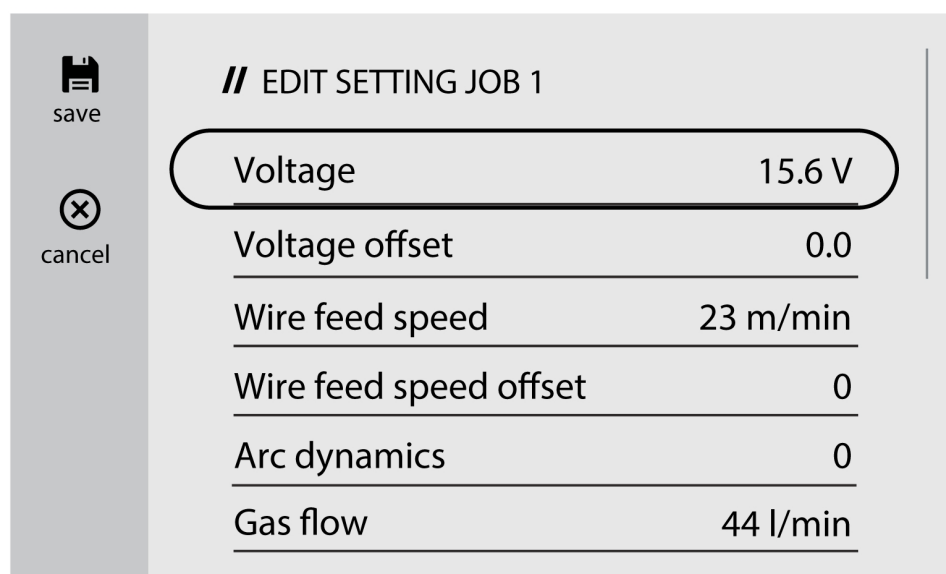 save
cancel
// EDIT SETTING JOB 1
Voltage 15.6 V
Voltage offset 0.0
Wire feed speed 23 m/min
Wire feed speed offset 0
Arc dynamics 0
Gas flow 44 l/min